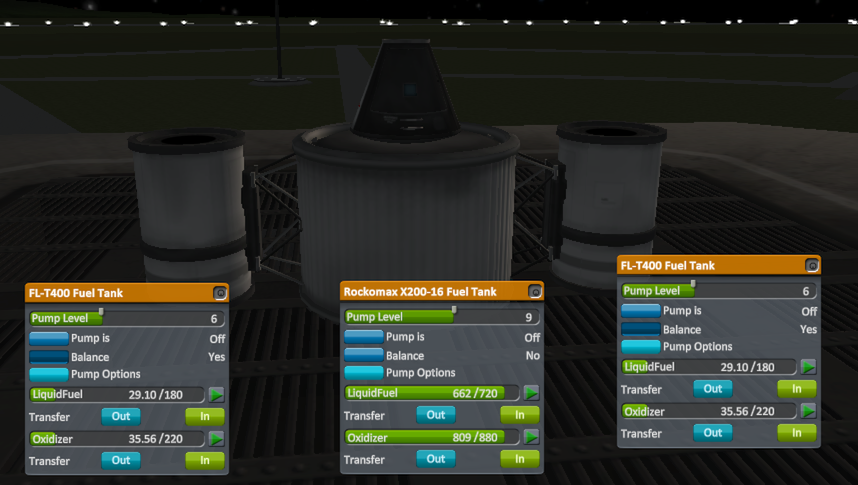 FL-T400 Fuel Tank
Pump Level 6
Pump is Off
Balance Yes
Pump Options
LiquidFuel 29.10 /180
Transfer Out In
Oxidizer 35.56 /220
Transfer Out In
Rockomax X200-16 Fuel Tank
Pump Level 9
Pump is Off
Balance No
Pump Options
LiquidFuel 662 /720
Transfer Out In
Oxidizer 809 /880
Transfer Out In
FL-T400 Fuel Tank
Pump Level 6
Pump is Off
Balance Yes
Pump Options
LiquidFuel 29.10 /180
Transfer Out In
Oxidizer 35.56 /220
Transfer Out In